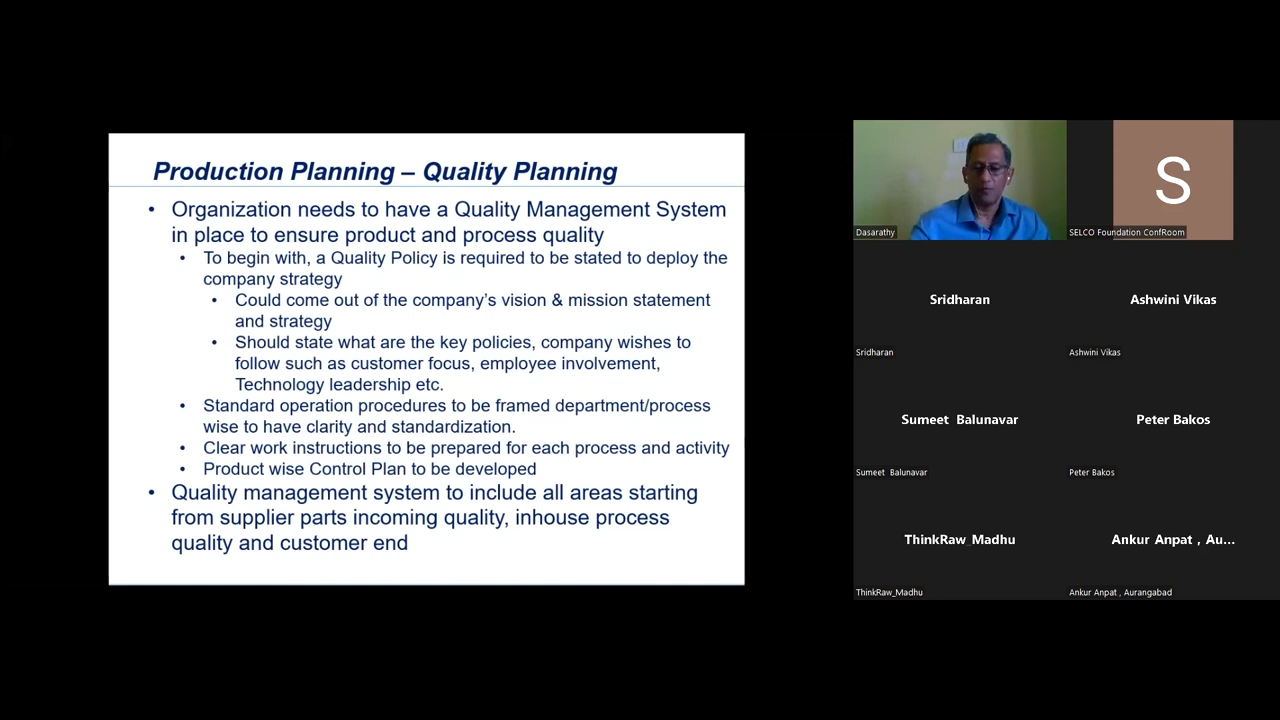 Production Planning – Quality Planning
• Organization needs to have a Quality Management System
in place to ensure product and process quality
• To begin with, a Quality Policy is required to be stated to deploy the
company strategy
• Could come out of the company's vision & mission statement
and strategy
• Should state what are the key policies, company wishes to
follow such as customer focus, employee involvement,
Technology leadership etc.
• Standard operation procedures to be framed department/process
wise to have clarity and standardization.
• Clear work instructions to be prepared for each process and activity
• Product wise Control Plan to be developed
• Quality management system to include all areas starting
from supplier parts incoming quality, inhouse process
quality and customer end
S
Dasarathy
SELCO Foundation ConfRoom
Sridharan
Ashwini Vikas
Sridharan
Ashwini Vikas
Sumeet Balunavar
Peter Bakos
Sumeet Balunavar
Peter Bakos
ThinkRaw_Madhu
Ankur Anpat , Au...
ThinkRaw_Madhu
Ankur Anpat , Aurangabad